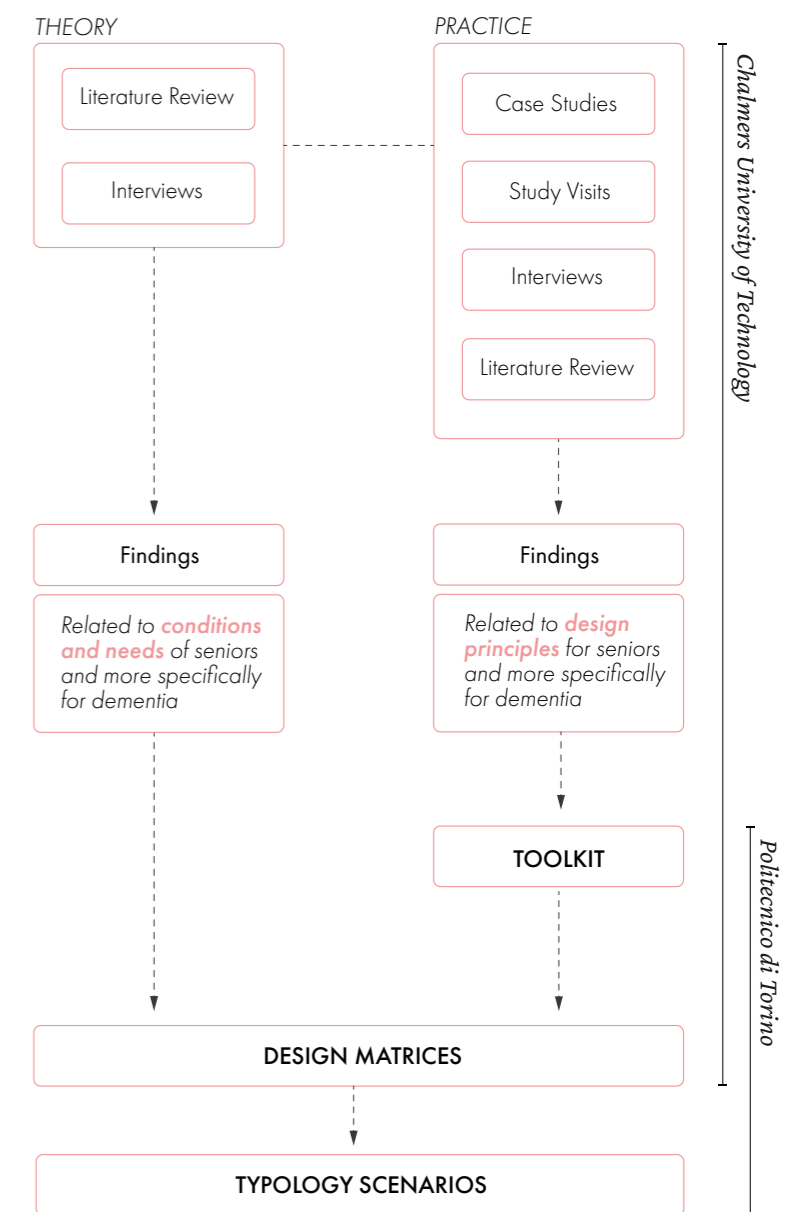 THEORY
PRACTICE
Literature Review
Interviews
Case Studies
Study Visits
Interviews
Literature Review
Chalmers University of Technology
Findings
Related to conditions
and needs of seniors
and more specifically
for dementia
Findings
Related to design
principles for seniors
and more specifically
for dementia
TOOLKIT
Politecnico di Torino
DESIGN MATRICES
TYPOLOGY SCENARIOS